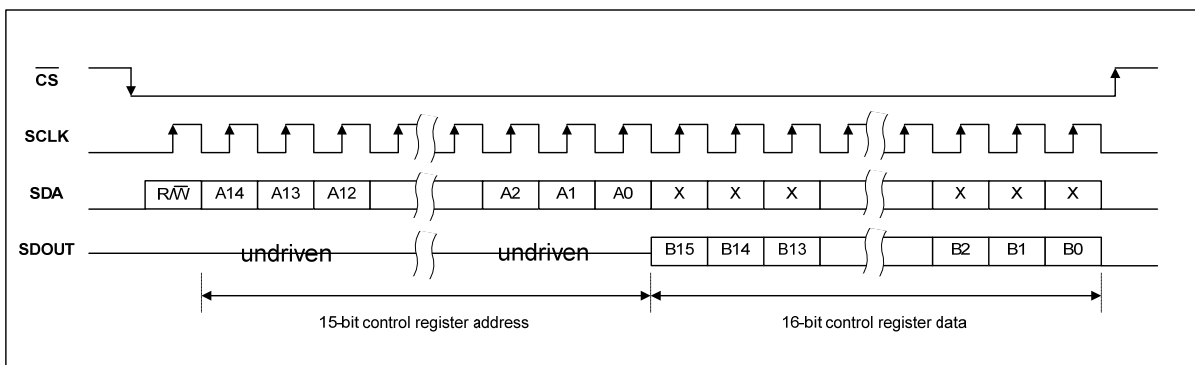 CS
SCLK
SDA R/W A14 A13 A12 A2 A1 A0 X X X X X X
SDOUT undriven undriven B15 B14 B13 B2 B1 B0
15-bit control register address 16-bit control register data